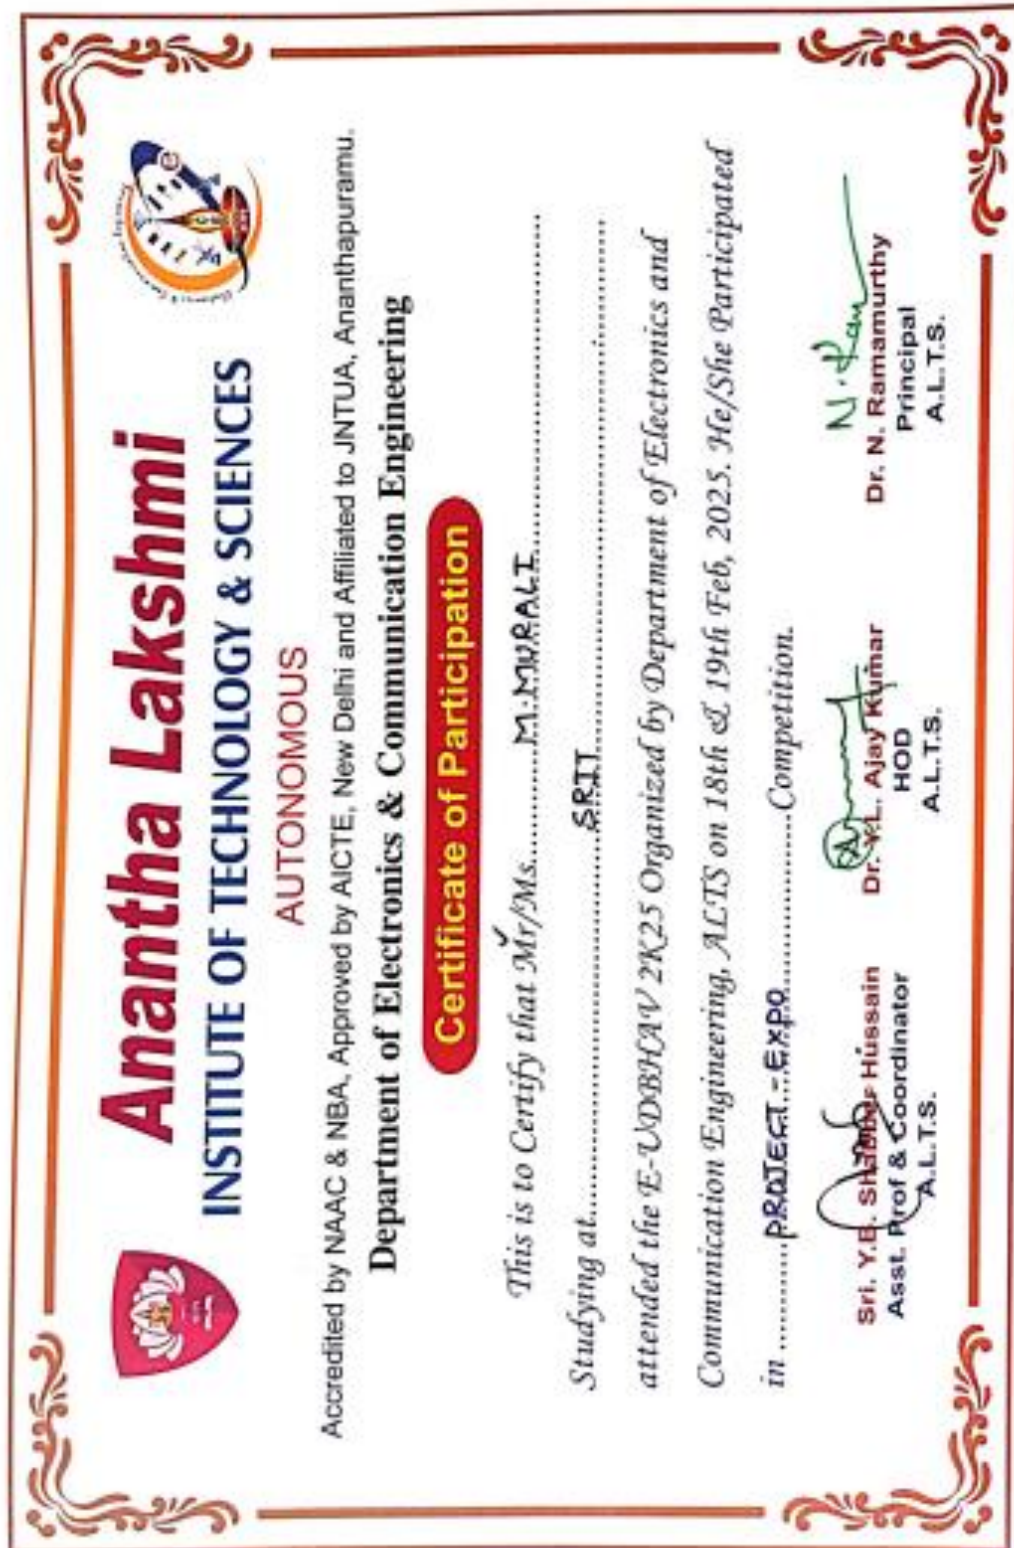 Anantha Lakshmi
INSTITUTE OF TECHNOLOGY & SCIENCES
AUTONOMOUS
Accredited by NAAC & NBA, Approved by AICTE, New Delhi and Affiliated to JNTUA, Ananthapuramu.
Department of Electronics & Communication Engineering
Certificate of Participation
This is to Certify that Mr/Ms. M. MURALI
Studying at SRIT
attended the E-UDBHAV 2K25 Organized by Department of Electronics and
Communication Engineering, ALTS on 18th & 19th Feb, 2025. He/She Participated
in PROJECT-EXPO Competition.
N. Ram
Sri. Y.B. Shabbir Hussain Dr. Y.L. Ajay Kumar Dr. N. Ramamurthy
Asst. Prof & Coordinator HOD Principal
A.L.T.S. A.L.T.S. A.L.T.S.